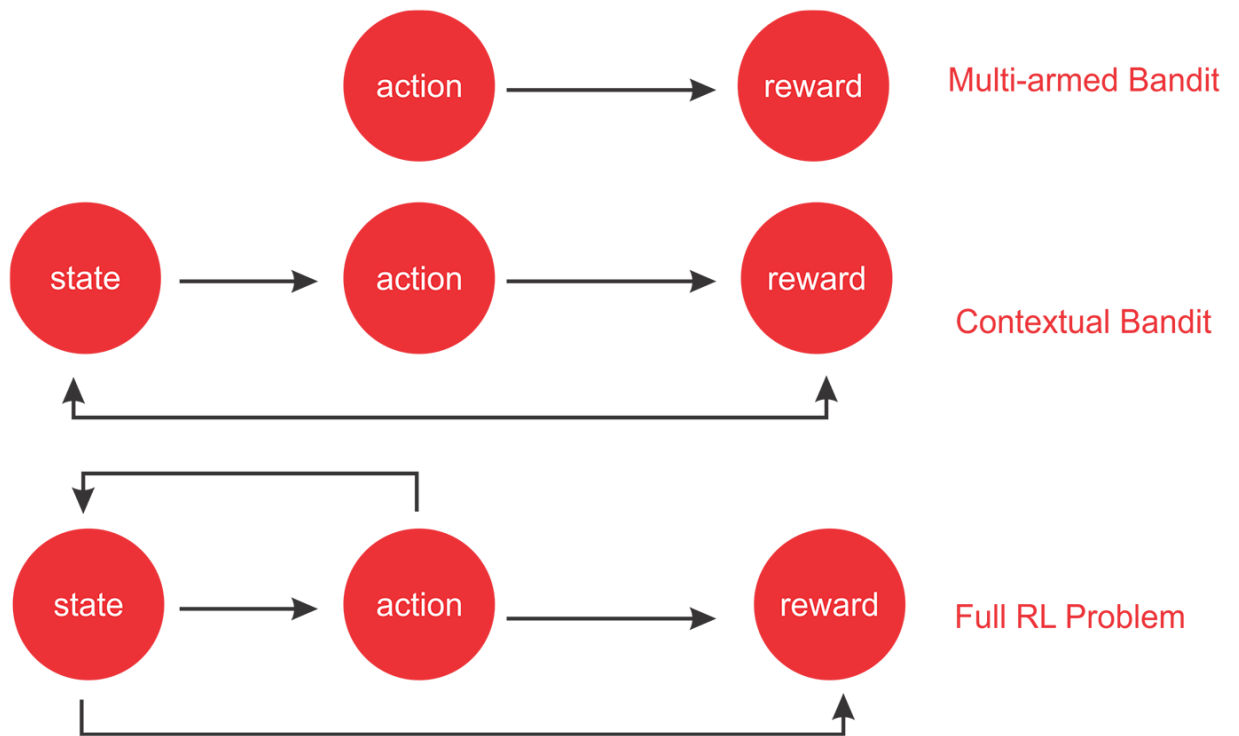 action
reward
Multi-armed Bandit
state
action
reward
Contextual Bandit
state
action
reward
Full RL Problem